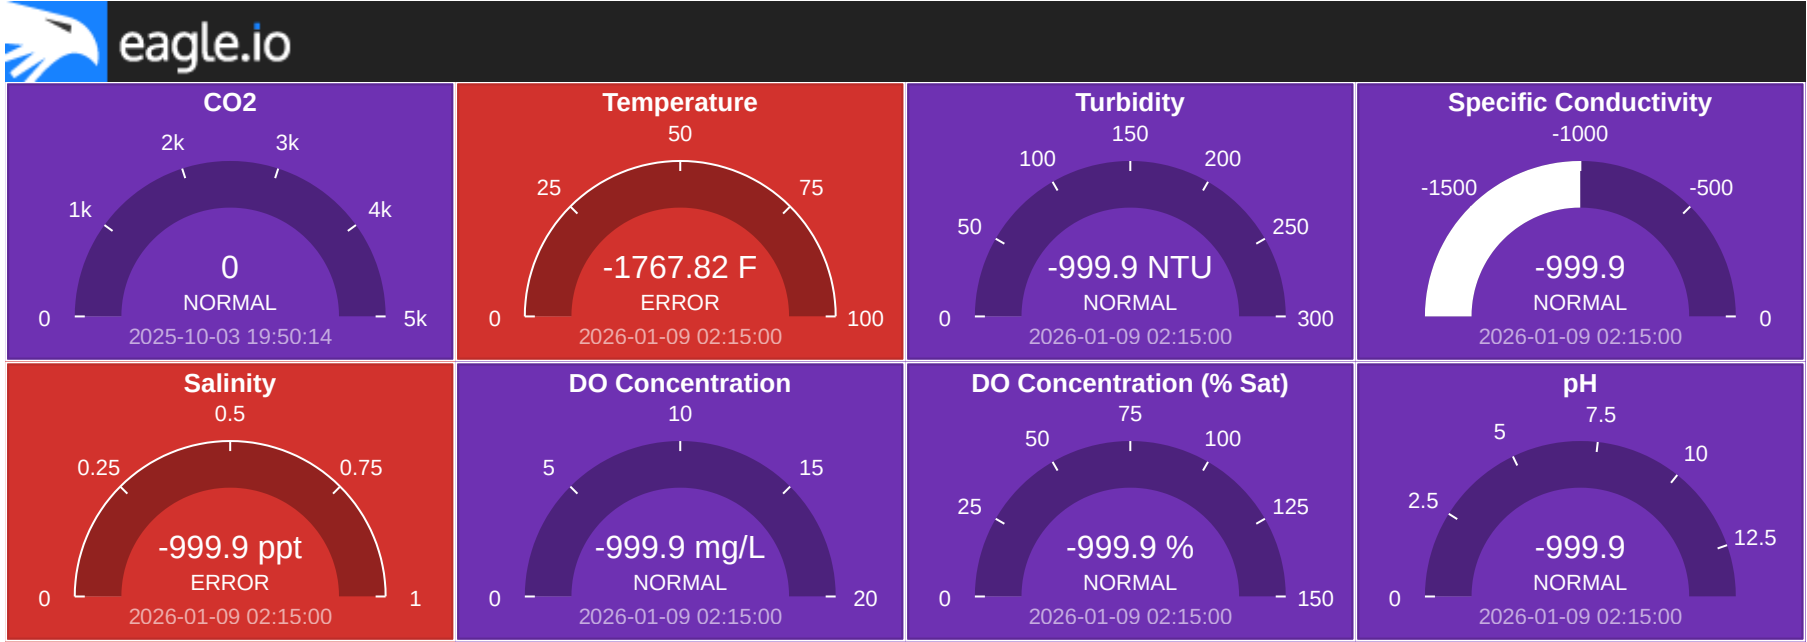 eagle.io
CO2
0
1k
2k
3k
4k
5k
0
NORMAL
2025-10-03 19:50:14
Temperature
0
25
50
75
100
-1767.82 F
ERROR
2026-01-09 02:15:00
Turbidity
0
50
100
150
200
250
300
-999.9 NTU
NORMAL
2026-01-09 02:15:00
Specific Conductivity
-1500
-1000
-500
0
-999.9
NORMAL
2026-01-09 02:15:00
Salinity
0
0.25
0.5
0.75
1
-999.9 ppt
ERROR
2026-01-09 02:15:00
DO Concentration
0
5
10
15
20
-999.9 mg/L
NORMAL
2026-01-09 02:15:00
DO Concentration (% Sat)
0
25
50
75
100
125
150
-999.9 %
NORMAL
2026-01-09 02:15:00
pH
0
2.5
5
7.5
10
12.5
-999.9
NORMAL
2026-01-09 02:15:00